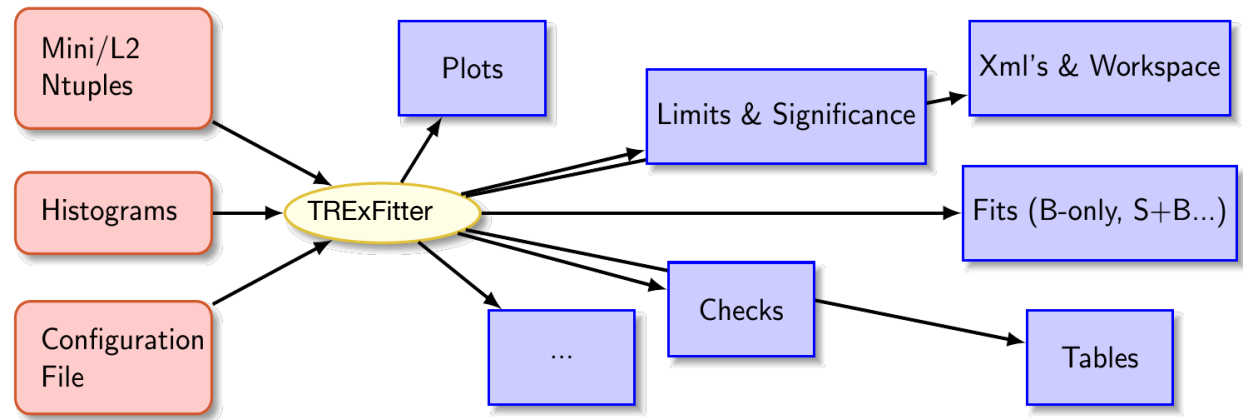 Mini/L2
Ntuples
Histograms
Configuration
File
TRExFitter
Plots
Limits & Significance
Xml's & Workspace
Fits (B-only, S+B...)
Checks
...
Tables